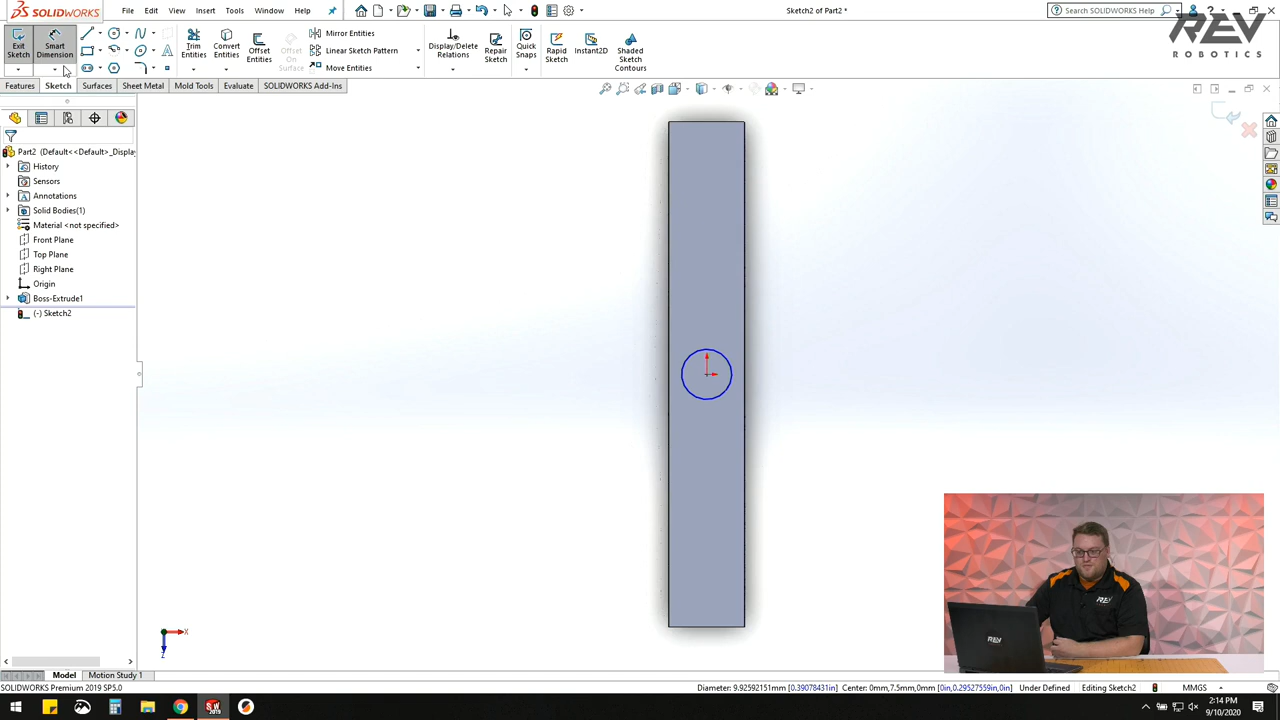 SOLIDWORKS
File Edit View Insert Tools Window Help
Sketch2 of Part2 *
Search SOLIDWORKS Help
REV
ROBOTICS
Exit Sketch
Smart Dimension
Trim Entities
Convert Entities
Offset Entities
Offset On Surface
Mirror Entities
Linear Sketch Pattern
Move Entities
Display/Delete Relations
Repair Sketch
Quick Snaps
Rapid Sketch
Instant2D
Shaded Sketch Contours
Features Sketch Surfaces Sheet Metal Mold Tools Evaluate SOLIDWORKS Add-Ins
Part2 (Default<<Default>_Displa
History
Sensors
Annotations
Solid Bodies(1)
Material <not specified>
Front Plane
Top Plane
Right Plane
Origin
Boss-Extrude1
(-) Sketch2
X
Z
REV
REV
Model Motion Study 1
SOLIDWORKS Premium 2019 SP5.0
Diameter: 9.92592151mm [0.39078431in] Center: 0mm,7.5mm,0mm [0in,0.29527559in,0in] Under Defined Editing Sketch2 MMGS
2:14 PM
9/10/2020